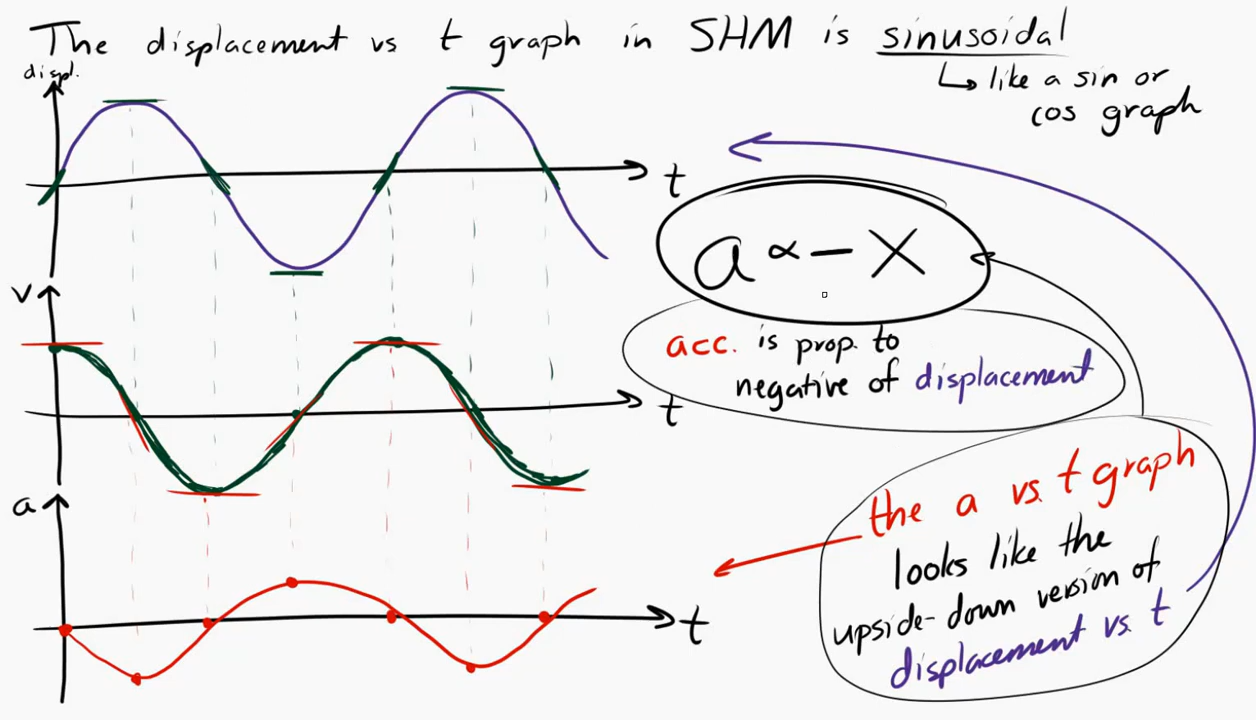 The displacement vs t graph in SHM is sinusoidal
↳ like a sin or
cos graph
displ.
t
a ∝ - X
v
acc. is prop. to
negative of displacement
t
a
the a vs. t graph
looks like the
upside-down version of
displacement vs. t
t